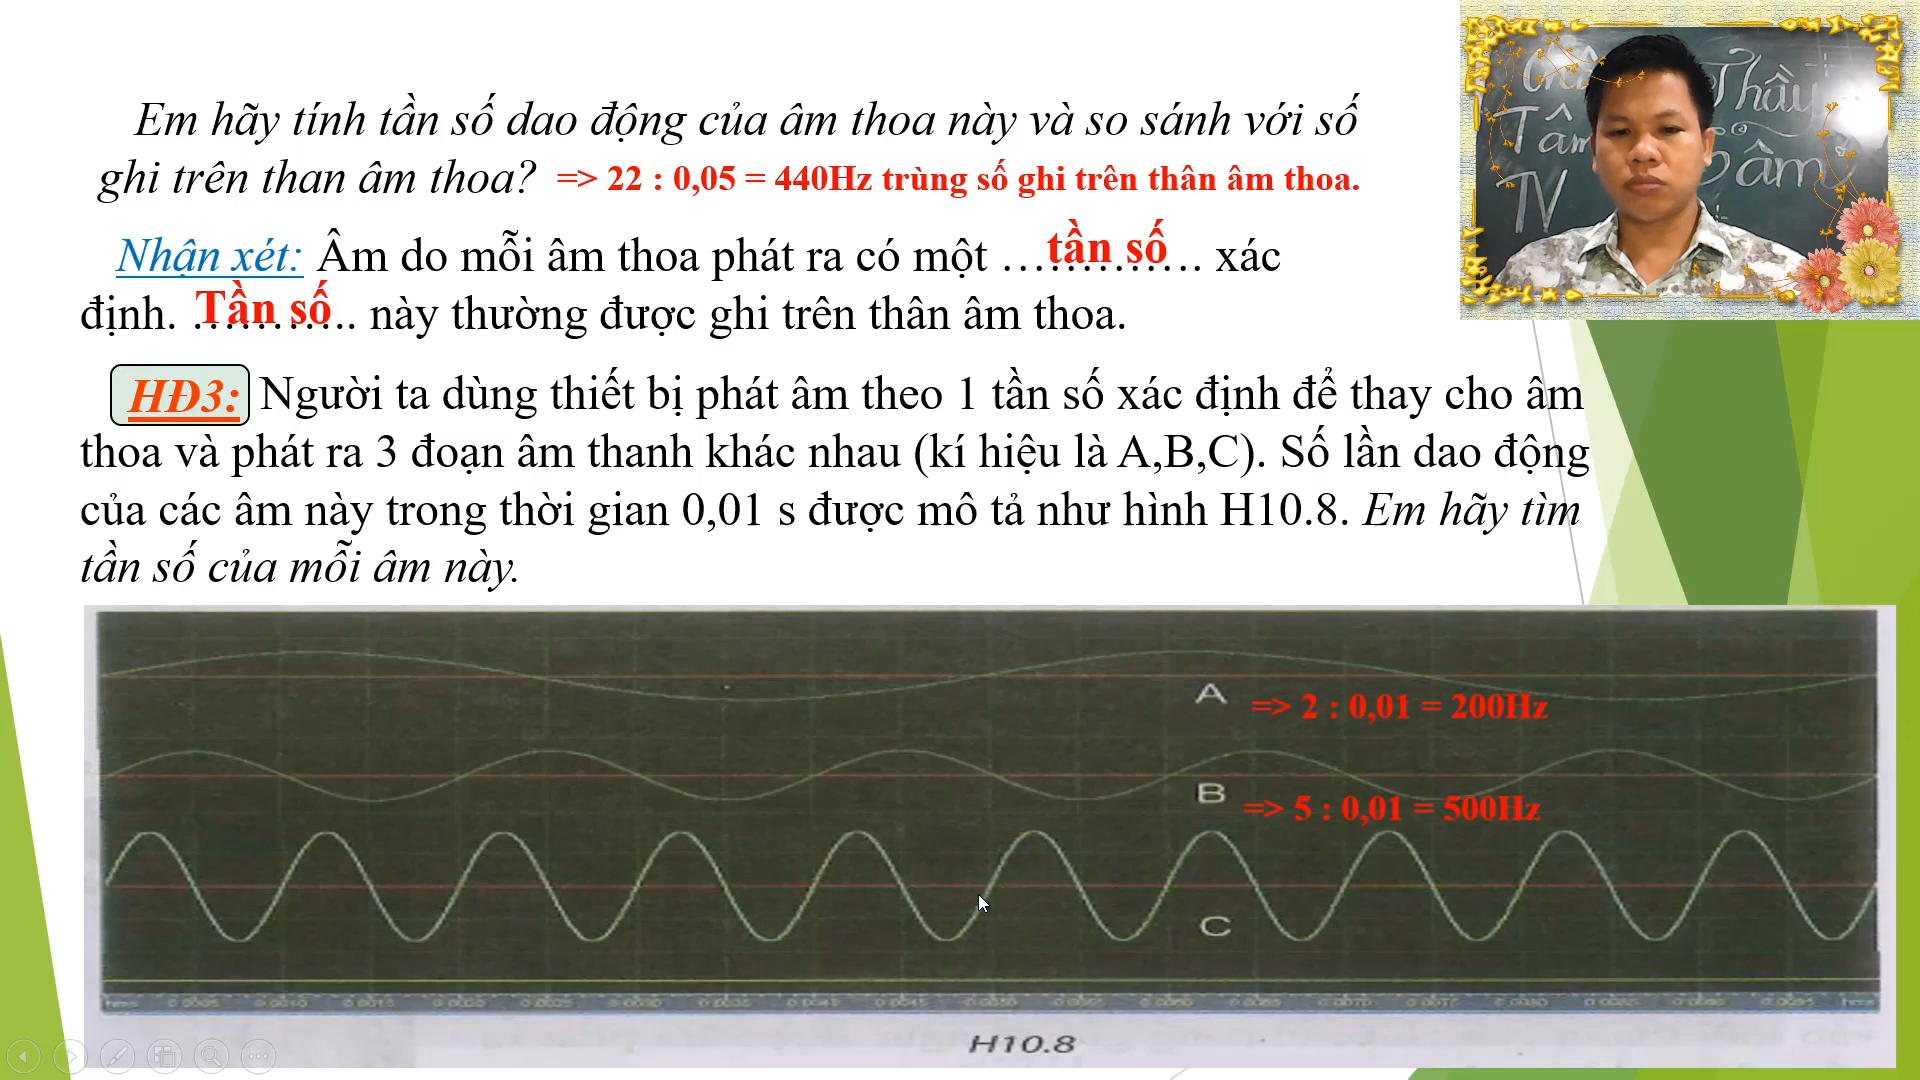 Em hãy tính tần số dao động của âm thoa này và so sánh với số
ghi trên than âm thoa? => 22 : 0,05 = 440Hz trùng số ghi trên thân âm thoa.
Nhận xét: Âm do mỗi âm thoa phát ra có một …tần số…. xác
định. …Tần số….. này thường được ghi trên thân âm thoa.
HĐ3: Người ta dùng thiết bị phát âm theo 1 tần số xác định để thay cho âm
thoa và phát ra 3 đoạn âm thanh khác nhau (kí hiệu là A,B,C). Số lần dao động
của các âm này trong thời gian 0,01 s được mô tả như hình H10.8. Em hãy tìm
tần số của mỗi âm này.
A => 2 : 0,01 = 200Hz
B => 5 : 0,01 = 500Hz
C
H10.8
Thầy
Tâm
TV